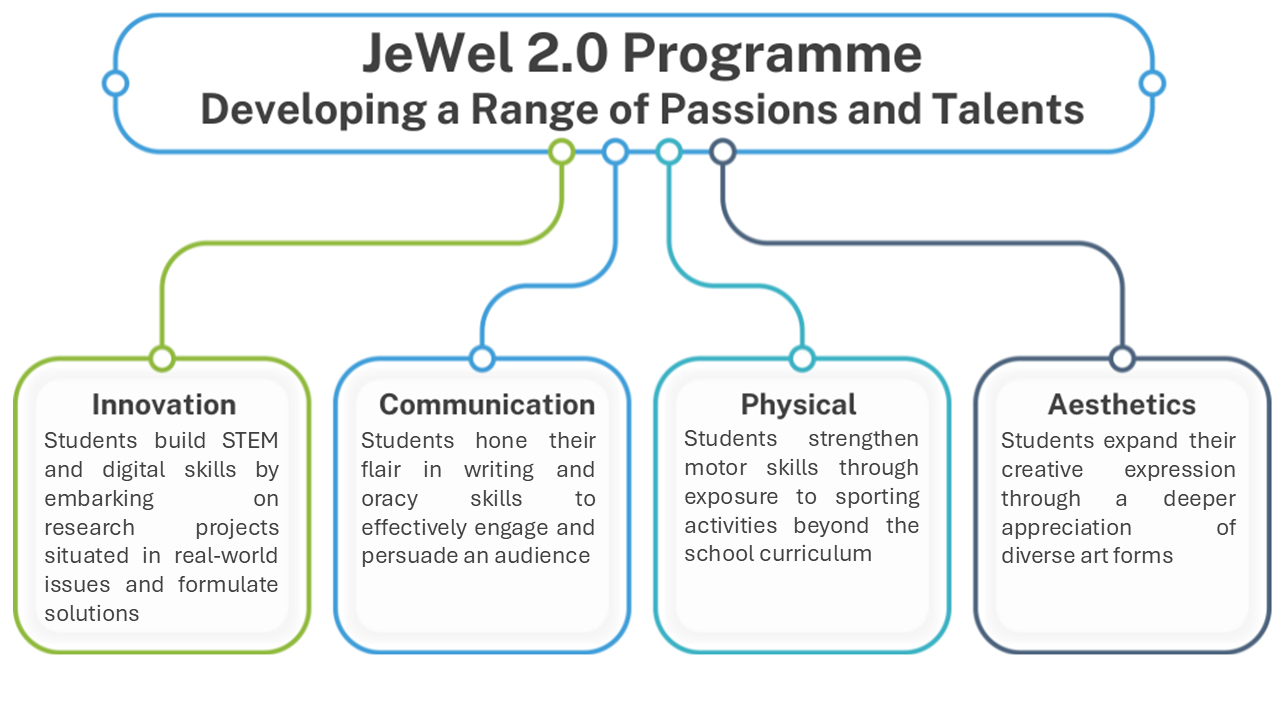 JeWel 2.0 Programme
Developing a Range of Passions and Talents
Innovation
Students build STEM
and digital skills by
embarking on
research projects
situated in real-world
issues and formulate
solutions
Communication
Students hone their
flair in writing and
oracy skills to
effectively engage and
persuade an audience
Physical
Students strengthen
motor skills through
exposure to sporting
activities beyond the
school curriculum
Aesthetics
Students expand their
creative expression
through a deeper
appreciation of
diverse art forms